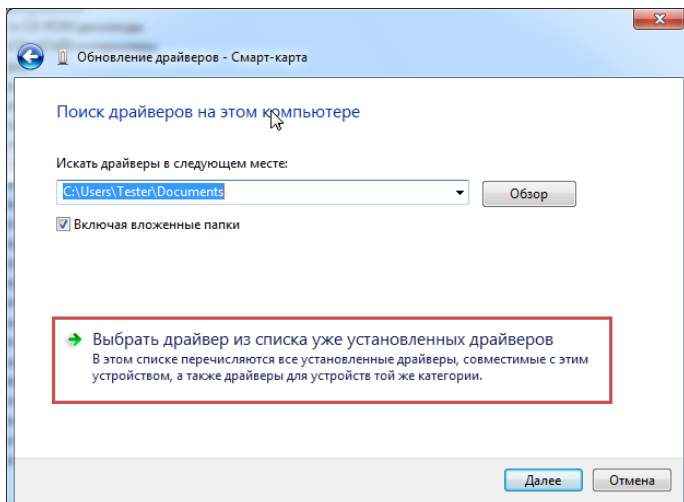 Обновление драйверов - Смарт-карта
Поиск драйверов на этом компьютере
Искать драйверы в следующем месте:
C:\Users\Tester\Documents
Обзор
Включая вложенные папки
Выбрать драйвер из списка уже установленных драйверов
В этом списке перечисляются все установленные драйверы, совместимые с этим
устройством, а также драйверы для устройств той же категории.
Далее
Отмена